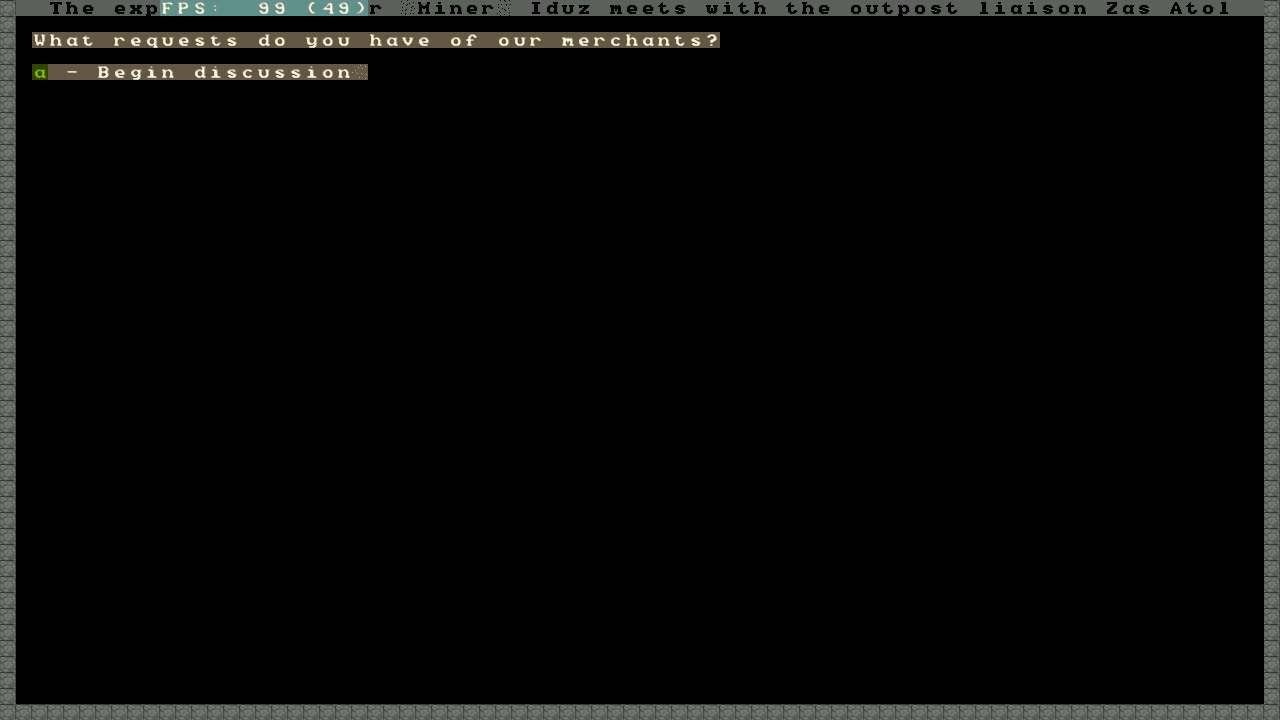 The exp FPS: 99 (49)r Miner Iduz meets with the outpost liaison Zas Atol
What requests do you have of our merchants?
a - Begin discussion